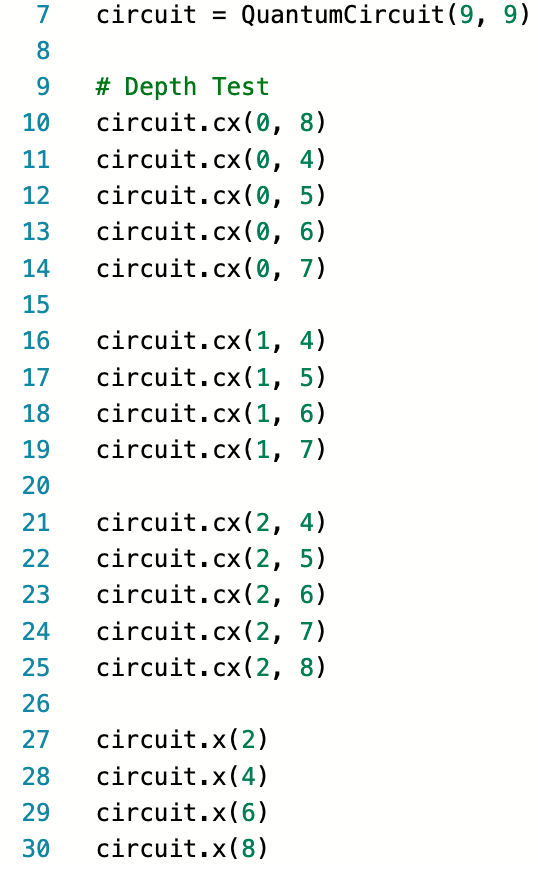 7 circuit = QuantumCircuit(9, 9)
8
9 # Depth Test
10 circuit.cx(0, 8)
11 circuit.cx(0, 4)
12 circuit.cx(0, 5)
13 circuit.cx(0, 6)
14 circuit.cx(0, 7)
15
16 circuit.cx(1, 4)
17 circuit.cx(1, 5)
18 circuit.cx(1, 6)
19 circuit.cx(1, 7)
20
21 circuit.cx(2, 4)
22 circuit.cx(2, 5)
23 circuit.cx(2, 6)
24 circuit.cx(2, 7)
25 circuit.cx(2, 8)
26
27 circuit.x(2)
28 circuit.x(4)
29 circuit.x(6)
30 circuit.x(8)